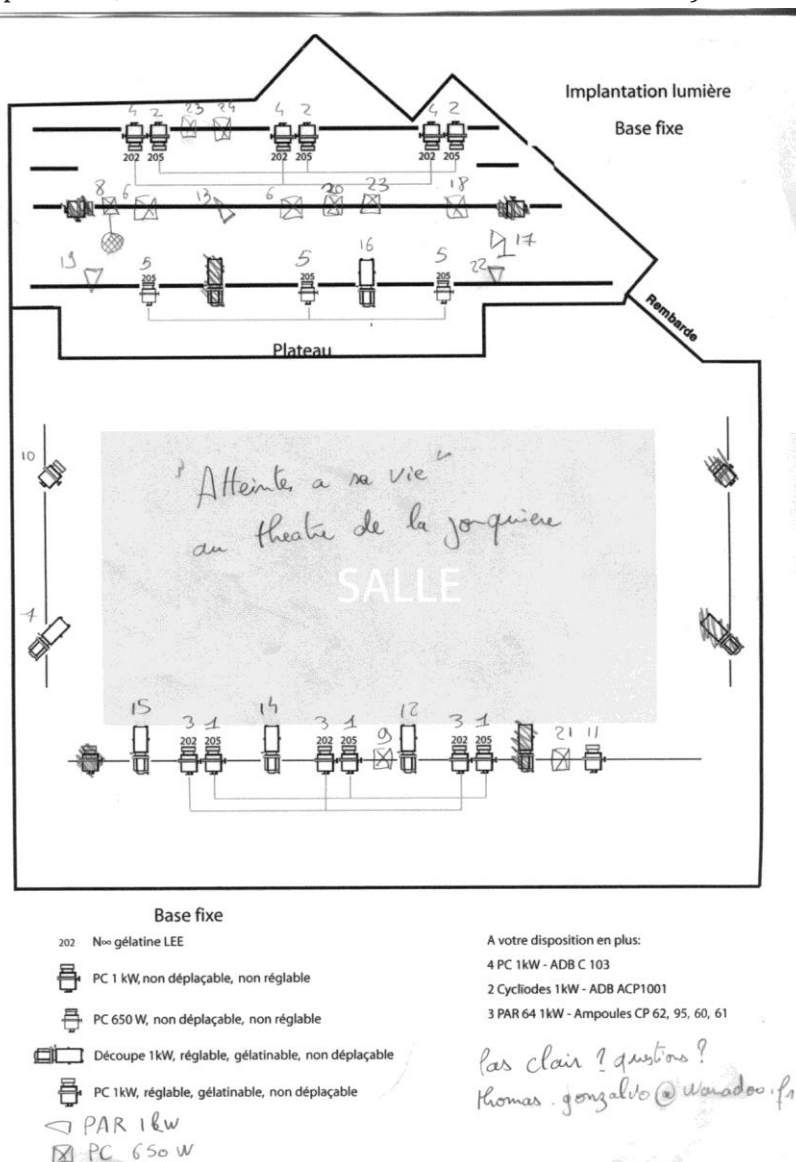 Implantation lumière
Base fixe
4 2 23 24 4 2 4 2
202 205 202 205 202 205
8 6 13 6 20 23 18
17
19 5 5 16 5 22
205 205 205
Rembarde
Plateau
10
"Atteintes a sa vie"
au theatre de la jonquiere
SALLE
7
15 3 1 14 3 1 12 3 1 21 11
202 205 202 205 9 202 205
Base fixe
202 N∞ gélatine LEE
PC 1 kW, non déplaçable, non réglable
PC 650 W, non déplaçable, non réglable
Découpe 1kW, réglable, gélatinable, non déplaçable
PC 1kW, réglable, gélatinable, non déplaçable
PAR 1kW
PC 650 W
A votre disposition en plus:
4 PC 1kW - ADB C 103
2 Cycliodes 1kW - ADB ACP1001
3 PAR 64 1kW - Ampoules CP 62, 95, 60, 61
Pas clair ? questions ?
thomas.gonzalvo@wanadoo.fr